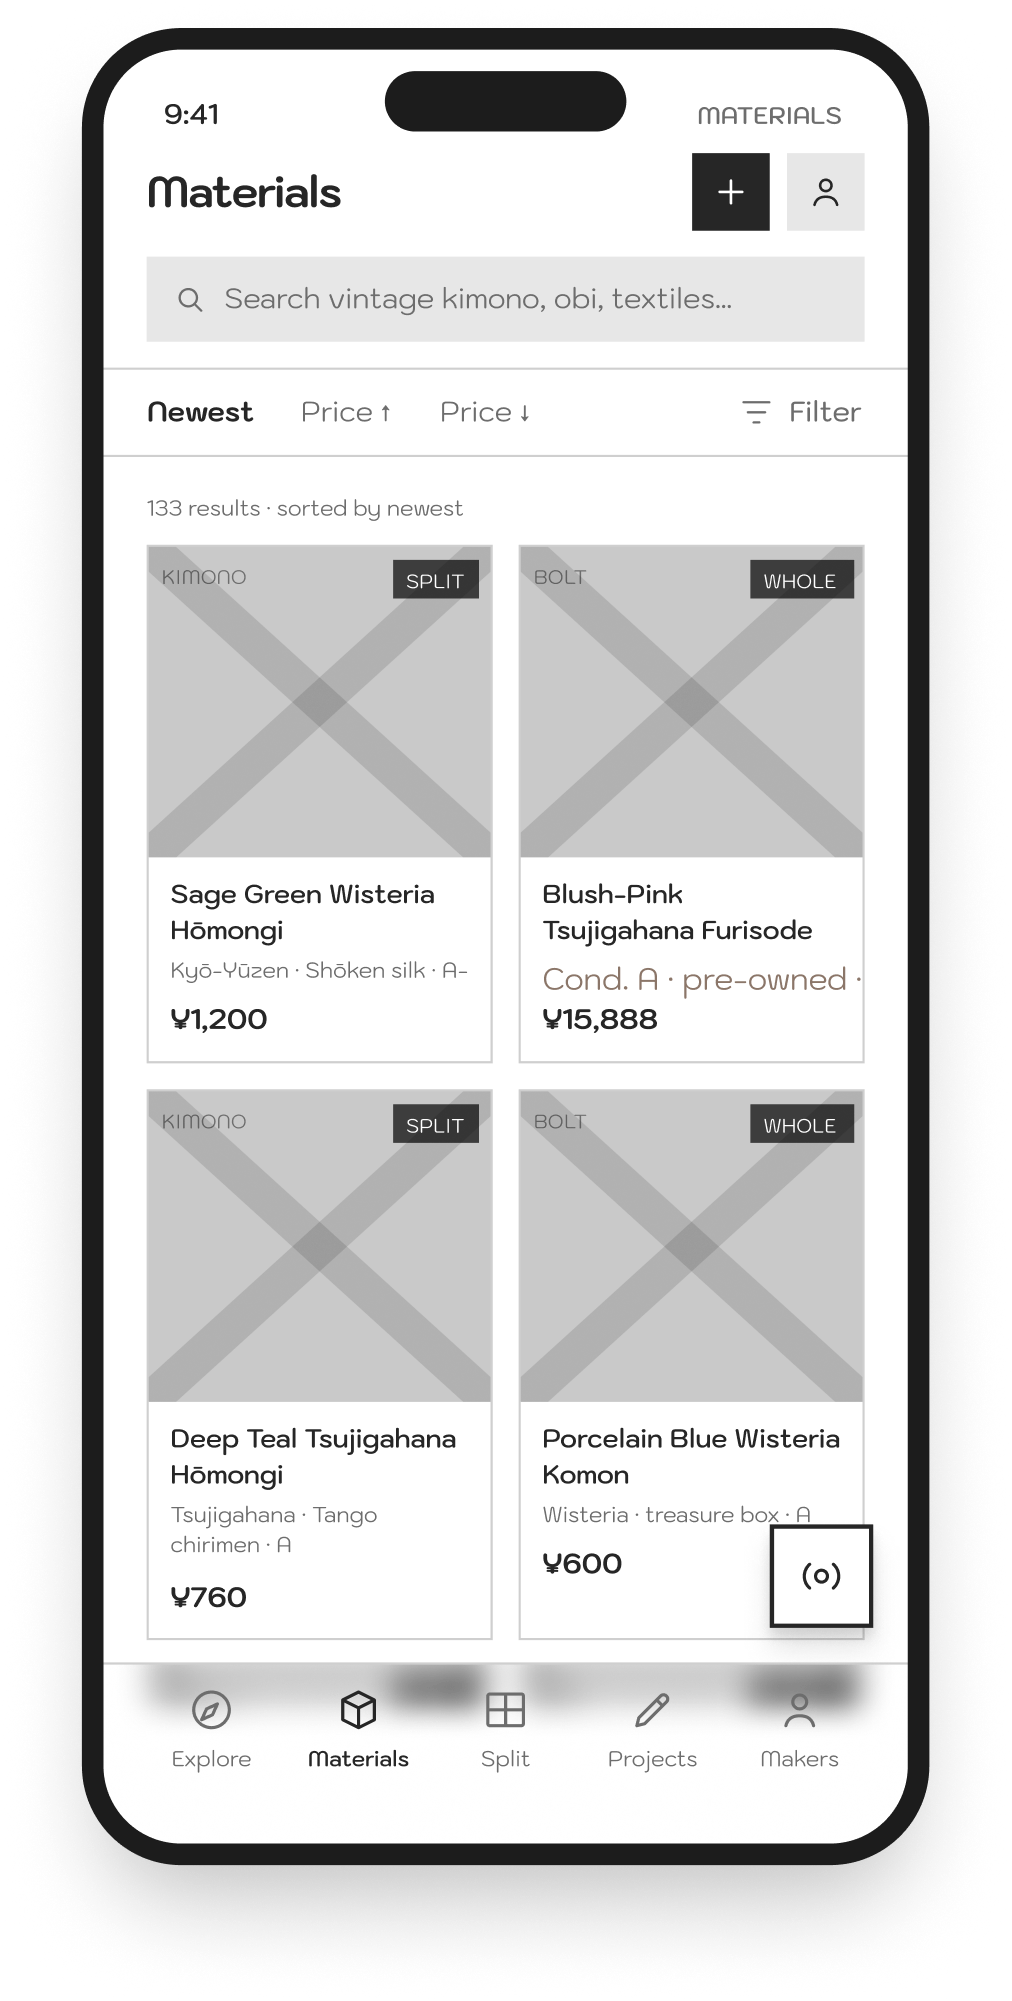 9:41
MATERIALS
Materials
Search vintage kimono, obi, textiles...
Newest Price ↑ Price ↓ Filter
133 results · sorted by newest
KIMONO SPLIT
BOLT WHOLE
Sage Green Wisteria
Hōmongi
Kyō-Yūzen · Shōken silk · A-
¥1,200
Blush-Pink
Tsujigahana Furisode
Cond. A · pre-owned ·
¥15,888
KIMONO SPLIT
BOLT WHOLE
Deep Teal Tsujigahana
Hōmongi
Tsujigahana · Tango
chirimen · A
¥760
Porcelain Blue Wisteria
Komon
Wisteria · treasure box · A
¥600
Explore Materials Split Projects Makers